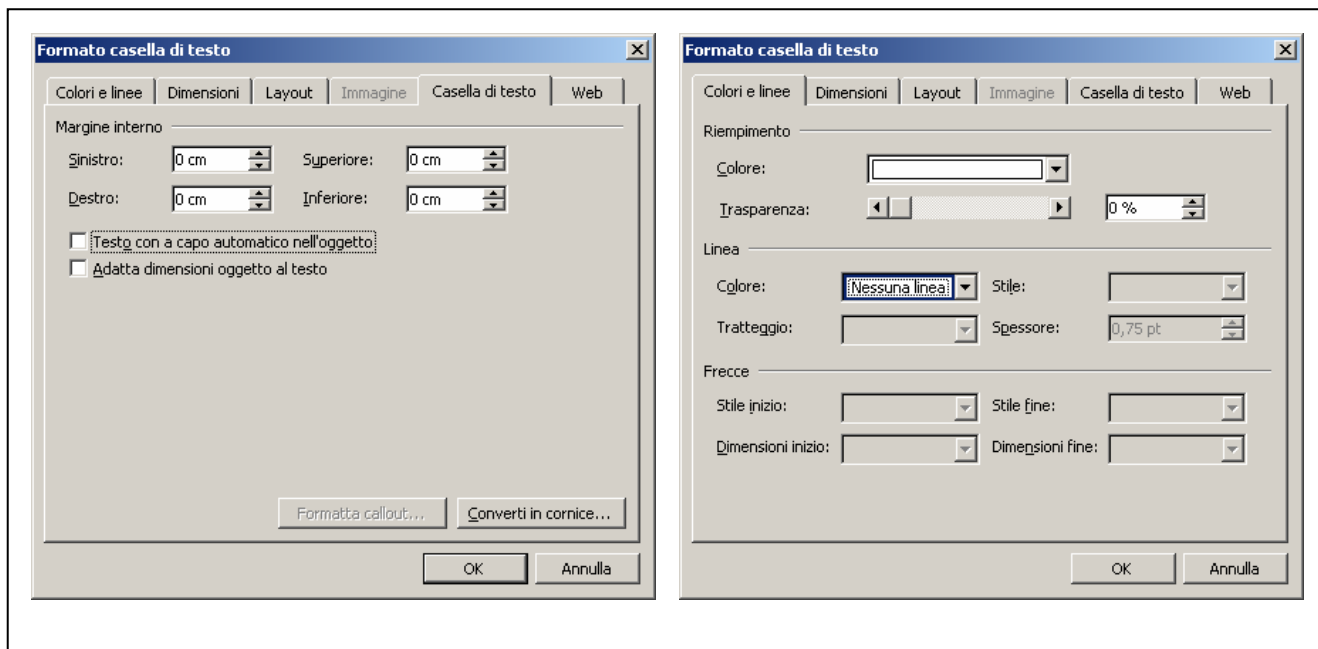 Formato casella di testo
Colori e linee Dimensioni Layout Immagine Casella di testo Web
Margine interno
Sinistro: 0 cm Superiore: 0 cm
Destro: 0 cm Inferiore: 0 cm
Testo con a capo automatico nell'oggetto
Adatta dimensioni oggetto al testo
Formatta callout... Converti in cornice...
OK Annulla
Formato casella di testo
Colori e linee Dimensioni Layout Immagine Casella di testo Web
Riempimento
Colore:
Trasparenza: 0 %
Linea
Colore: Nessuna linea Stile:
Tratteggio: Spessore: 0,75 pt
Frecce
Stile inizio: Stile fine:
Dimensioni inizio: Dimensioni fine:
OK Annulla